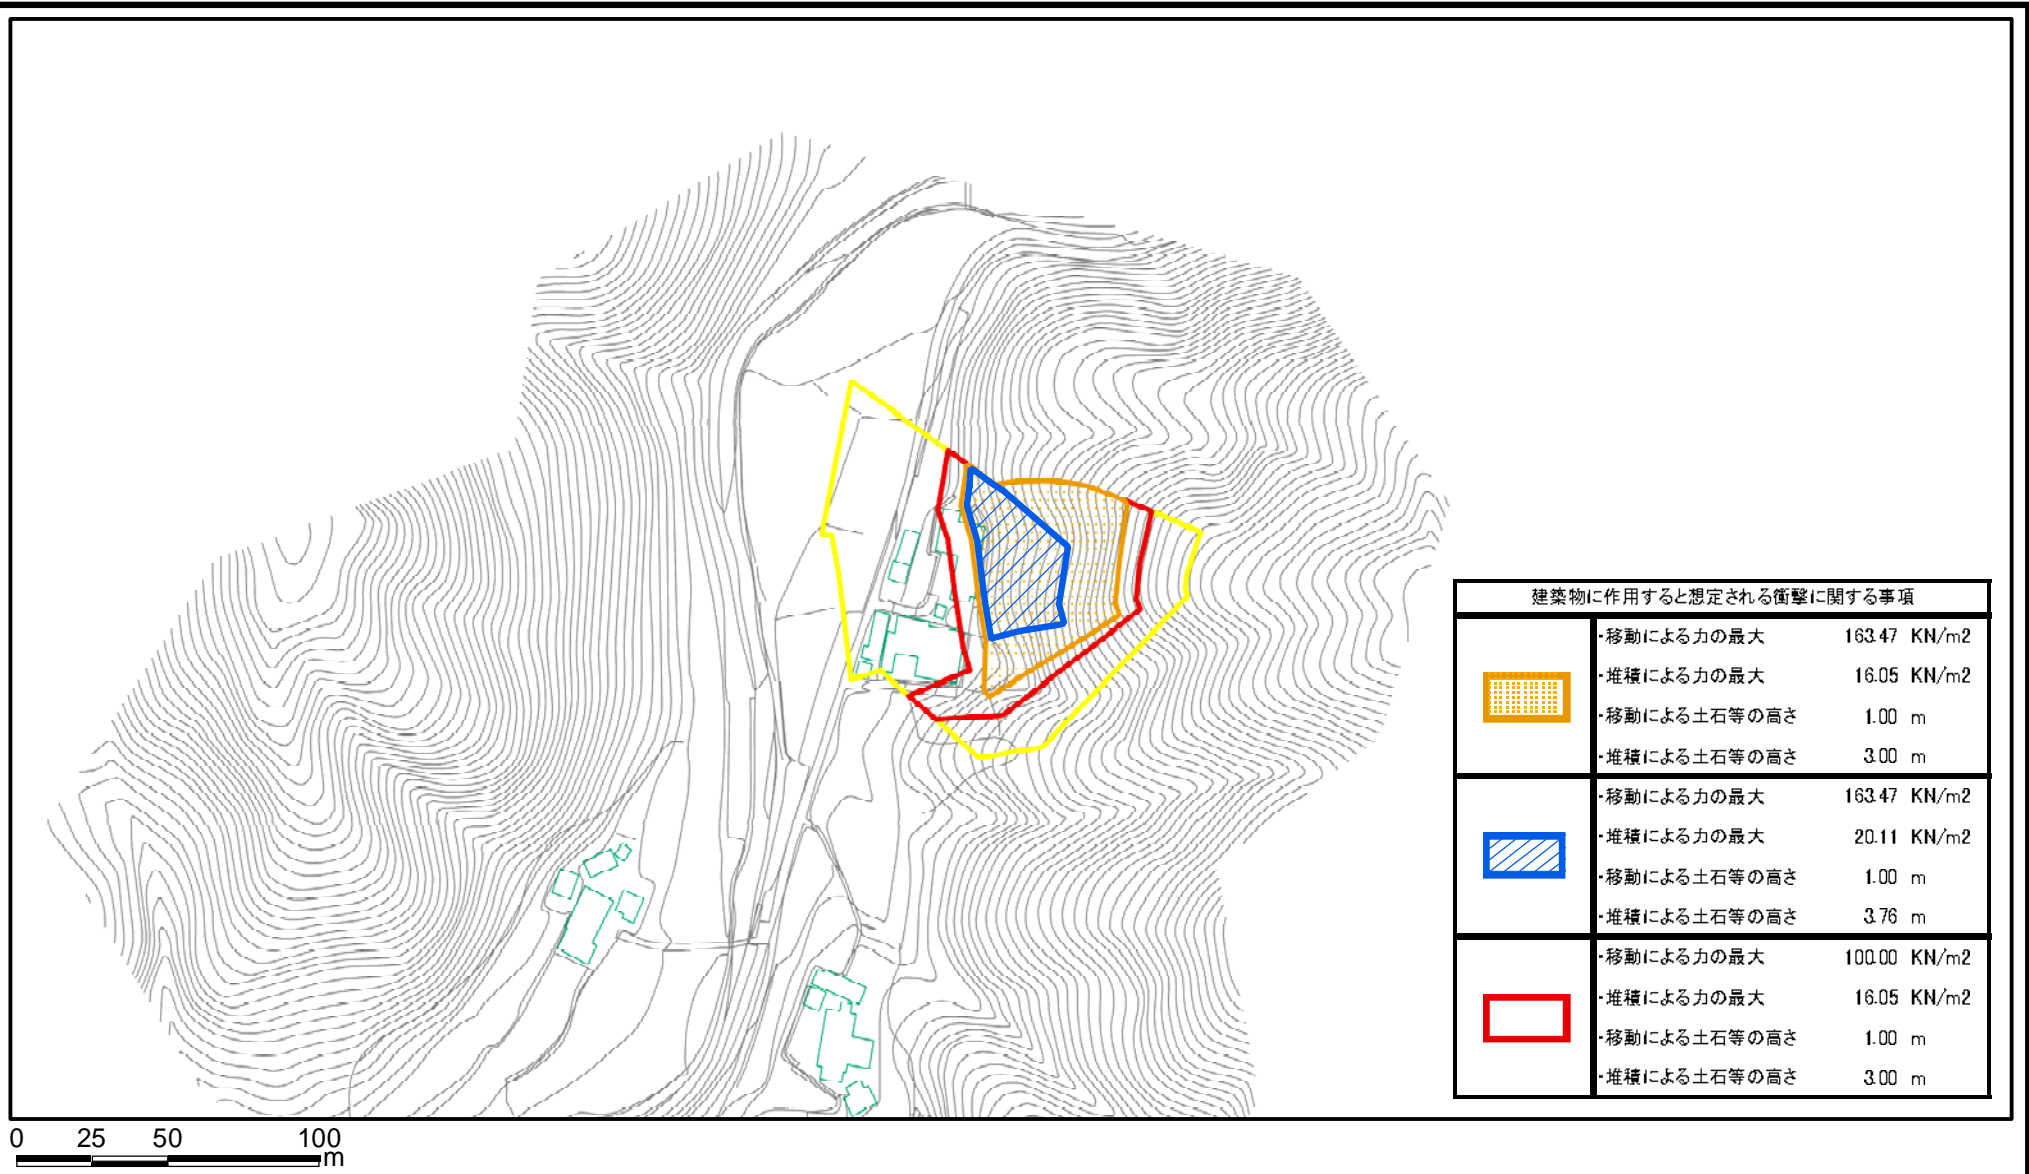 建築物に作用すると想定される衝撃に関する事項
・移動による力の最大 163.47 KN/m2
・堆積による力の最大 16.05 KN/m2
・移動による土石等の高さ 1.00 m
・堆積による土石等の高さ 3.00 m
・移動による力の最大 163.47 KN/m2
・堆積による力の最大 20.11 KN/m2
・移動による土石等の高さ 1.00 m
・堆積による土石等の高さ 3.76 m
・移動による力の最大 100.00 KN/m2
・堆積による力の最大 16.05 KN/m2
・移動による土石等の高さ 1.00 m
・堆積による土石等の高さ 3.00 m
0 25 50 100
m